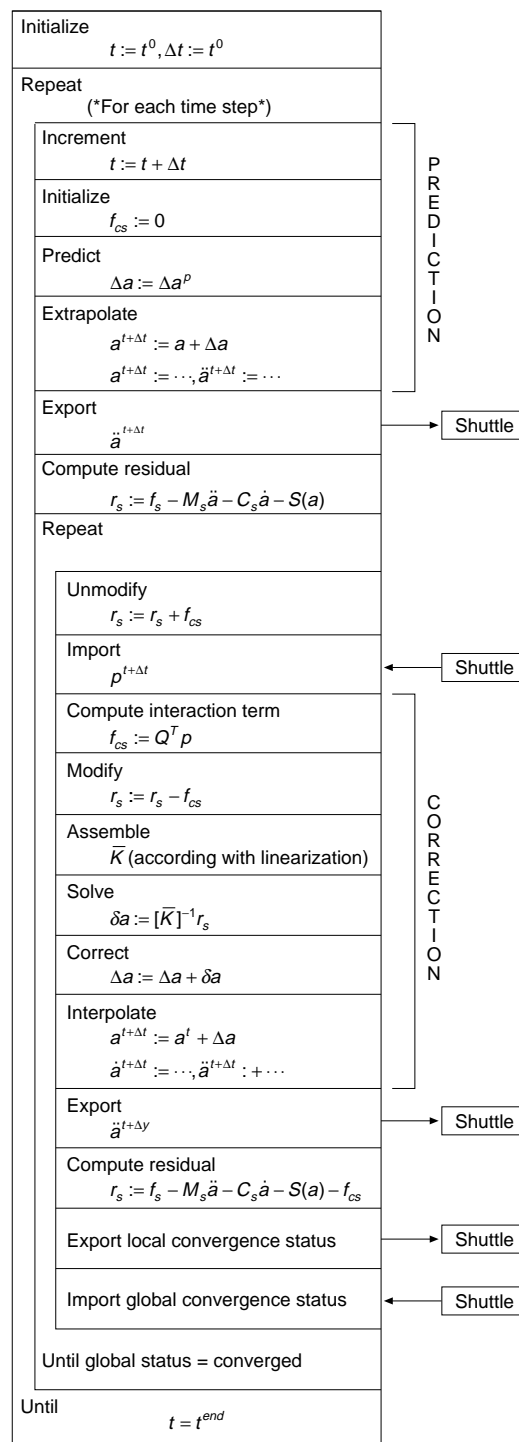 Initialize
t := t⁰, Δt := t⁰
Repeat
(*For each time step*)
Increment
t := t + Δt
Initialize
f_cs := 0
Predict
Δa := Δa^p
Extrapolate
a^{t+Δt} := a + Δa
a^{t+Δt} := ⋯, ä^{t+Δt} := ⋯
PREDICTION
Export
ä^{t+Δt}
Shuttle
Compute residual
r_s := f_s − M_s ä − C_s ȧ − S(a)
Repeat
Unmodify
r_s := r_s + f_cs
Import
p^{t+Δt}
Shuttle
Compute interaction term
f_cs := Q^T p
Modify
r_s := r_s − f_cs
Assemble
K̅ (according with linearization)
Solve
δa := [K̅]^{−1} r_s
Correct
Δa := Δa + δa
Interpolate
a^{t+Δt} := a^t + Δa
ȧ^{t+Δt} := ⋯, ä^{t+Δt} : + ⋯
CORRECTION
Export
ä^{t+Δy}
Shuttle
Compute residual
r_s := f_s − M_s ä − C_s ȧ − S(a) − f_cs
Export local convergence status
Shuttle
Import global convergence status
Shuttle
Until global status = converged
Until
t = t^{end}